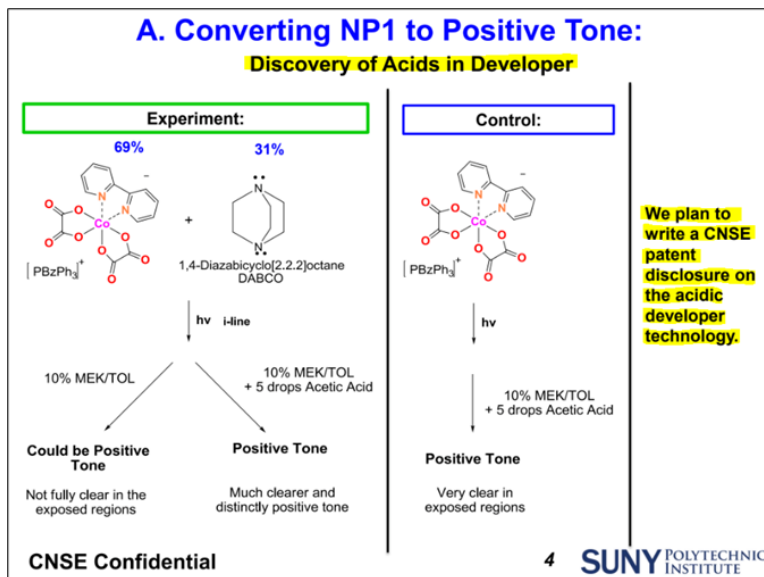 A. Converting NP1 to Positive Tone:
Discovery of Acids in Developer
Experiment:
69%
31%
−
N
N
O
O
O
Co
O
O
O
O
O
[ PBzPh3 ]+
+
N
N
1,4-Diazabicyclo[2.2.2]octane
DABCO
hv i-line
10% MEK/TOL
10% MEK/TOL
+ 5 drops Acetic Acid
Could be Positive
Tone
Not fully clear in the
exposed regions
Positive Tone
Much clearer and
distinctly positive tone
Control:
−
N
N
O
O
O
Co
O
O
O
O
O
[ PBzPh3 ]+
hv
10% MEK/TOL
+ 5 drops Acetic Acid
Positive Tone
Very clear in
exposed regions
We plan to
write a CNSE
patent
disclosure on
the acidic
developer
technology.
CNSE Confidential
4
SUNY POLYTECHNIC
INSTITUTE